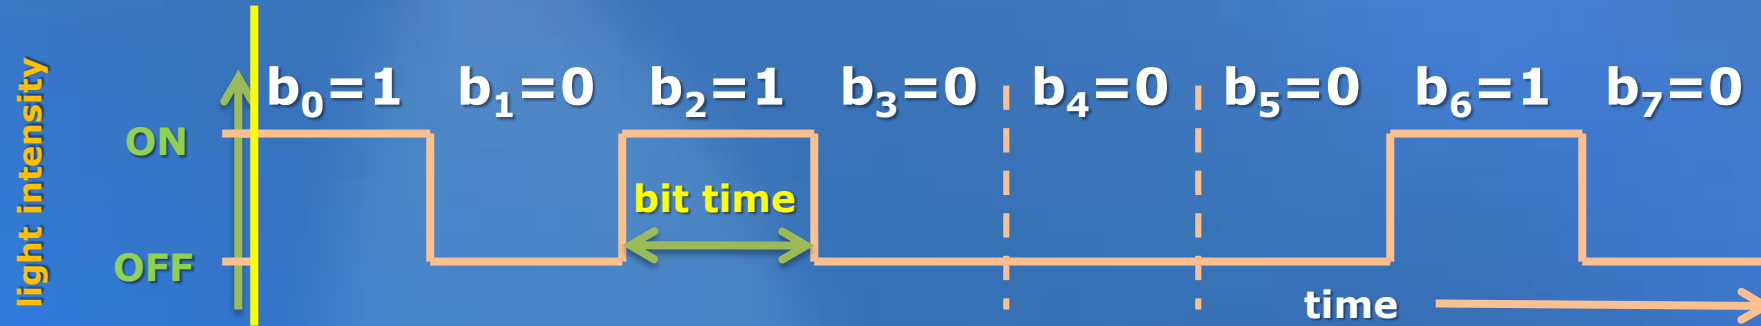 light intensity
b₀=1 b₁=0 b₂=1 b₃=0 b₄=0 b₅=0 b₆=1 b₇=0
ON
bit time
OFF
time